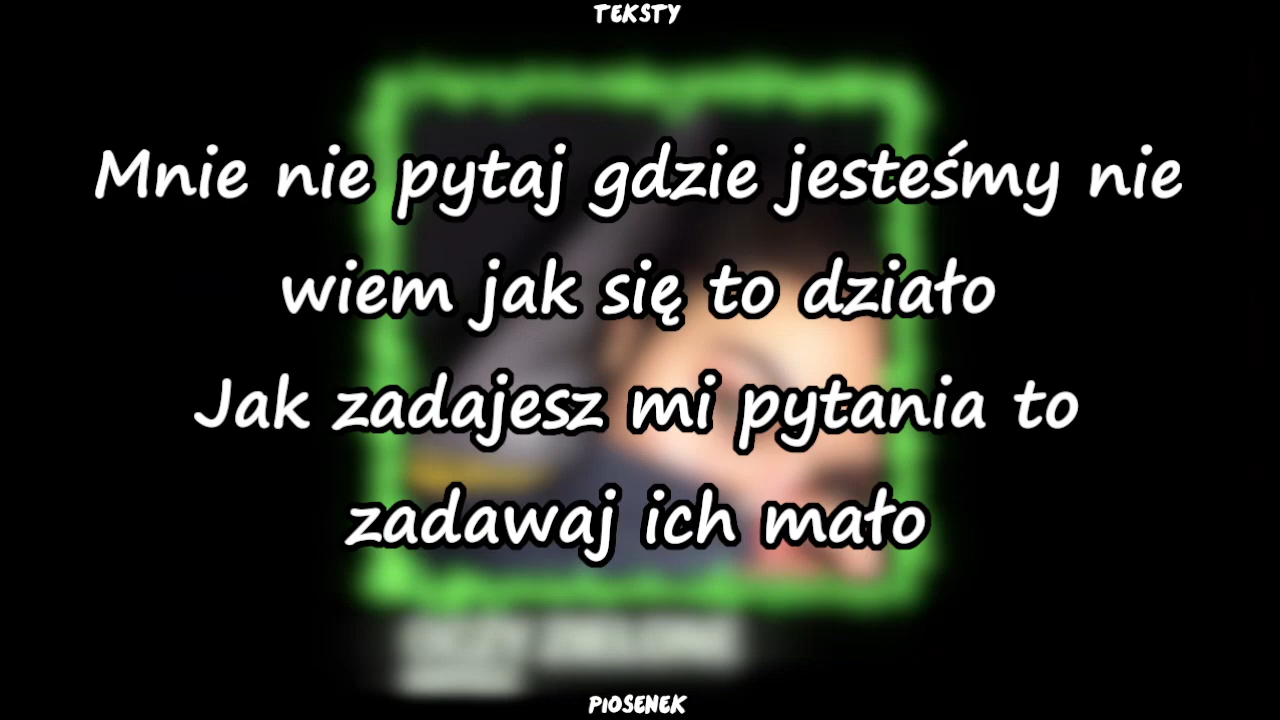 TEKSTY
Mnie nie pytaj gdzie jesteśmy nie
wiem jak się to działo
Jak zadajesz mi pytania to
zadawaj ich mało
PIOSENEK